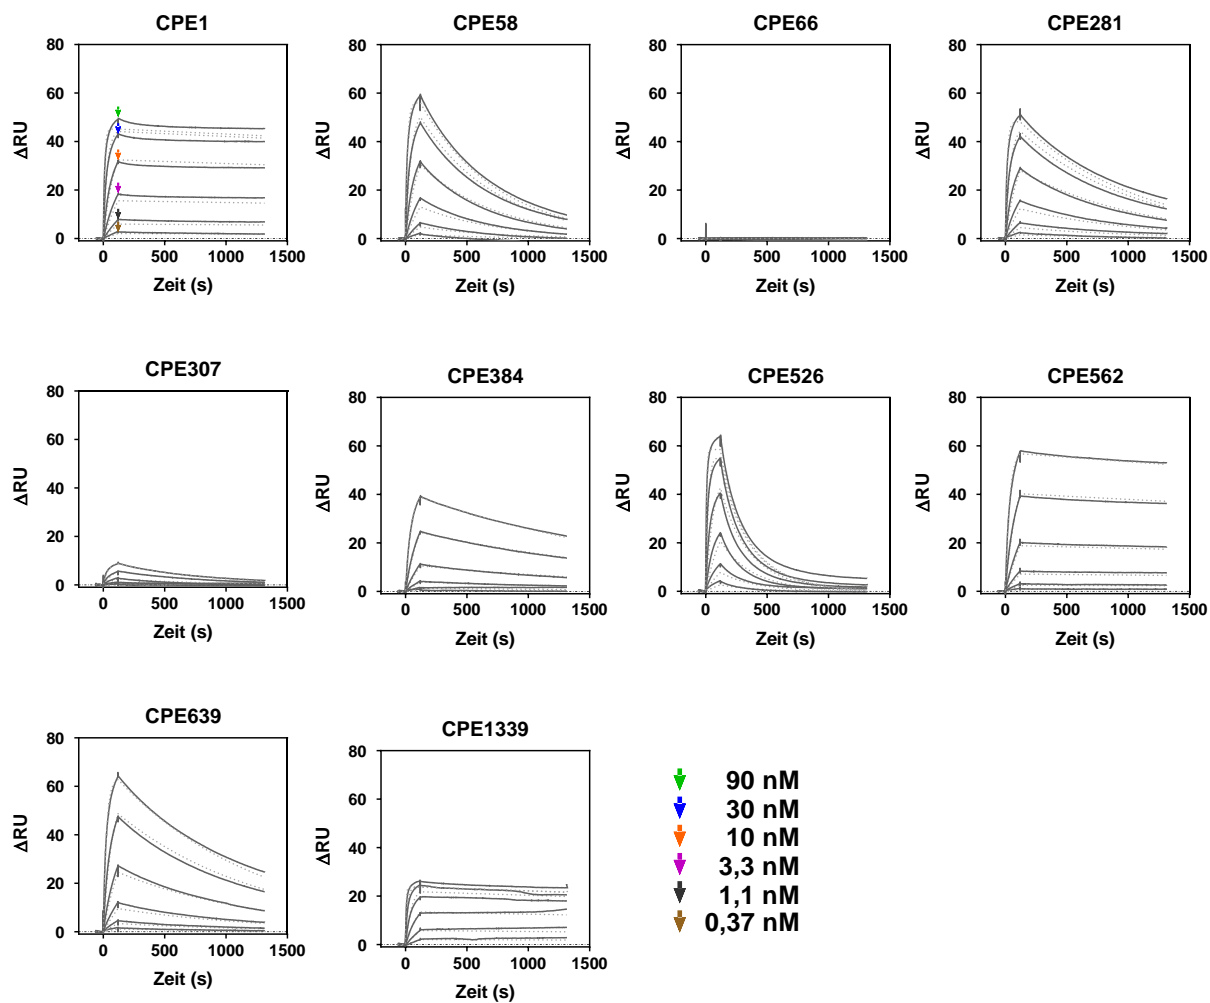 CPE1
CPE58
CPE66
CPE281
80
60
40
20
0
ΔRU
0 500 1000 1500
Zeit (s)
80
60
40
20
0
ΔRU
0 500 1000 1500
Zeit (s)
80
60
40
20
0
ΔRU
0 500 1000 1500
Zeit (s)
80
60
40
20
0
ΔRU
0 500 1000 1500
Zeit (s)
CPE307
CPE384
CPE526
CPE562
80
60
40
20
0
ΔRU
0 500 1000 1500
Zeit (s)
80
60
40
20
0
ΔRU
0 500 1000 1500
Zeit (s)
80
60
40
20
0
ΔRU
0 500 1000 1500
Zeit (s)
80
60
40
20
0
ΔRU
0 500 1000 1500
Zeit (s)
CPE639
CPE1339
80
60
40
20
0
ΔRU
0 500 1000 1500
Zeit (s)
80
60
40
20
0
ΔRU
0 500 1000 1500
Zeit (s)
90 nM
30 nM
10 nM
3,3 nM
1,1 nM
0,37 nM